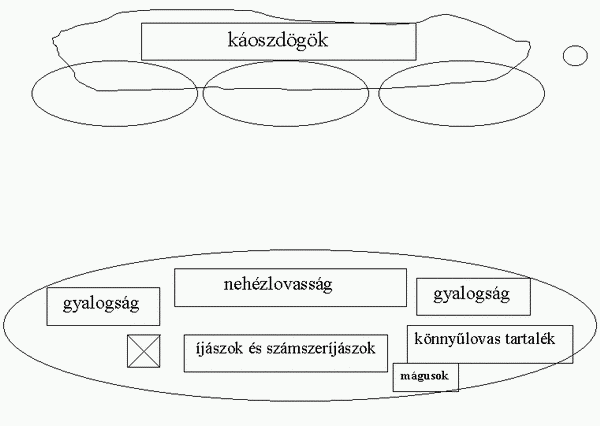 káoszdögök
nehézlovasság
gyalogság
gyalogság
íjászok és számszeríjászok
könnyűlovas tartalék
mágusok